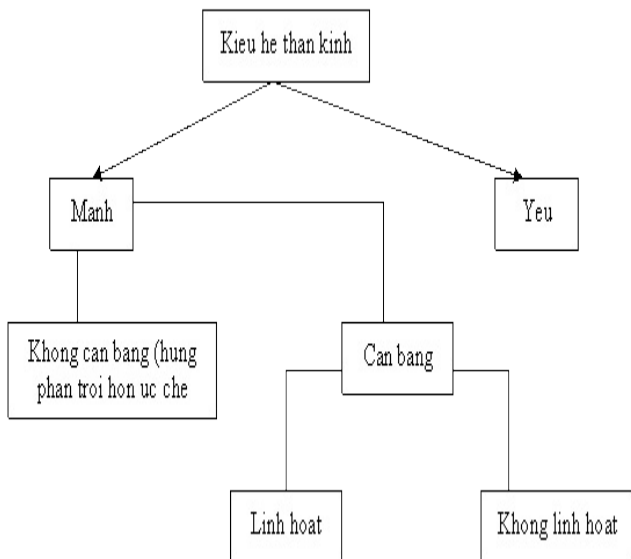 Kieu he than kinh
Manh
Yeu
Khong can bang (hung
phan troi hon uc che
Can bang
Linh hoat
Khong linh hoat